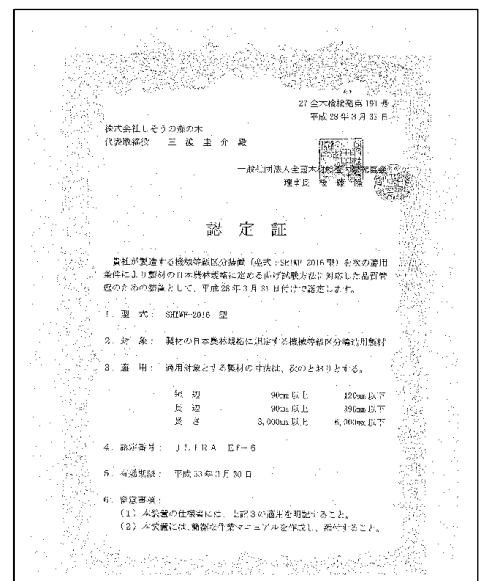 27全木検機発第191号
平成28年3月31日
株式会社しそうの森の木
代表取締役 三渡圭介 殿
一般社団法人全国木材検査・研究協会
理事長
認定証
貴社が製造する機械等級区分装置(型式:SHIWF-2016型)を次の適用
条件により製材の日本農林規格に定める曲げ試験方法に対応した品質管
理のための装置として、平成28年3月31日付けで認定します。
1. 型 式: SHIWF-2016 型
2. 対 象: 製材の日本農林規格に規定する機械等級区分構造用製材
3. 適 用: 適用対象とする製材の寸法は、次のとおりとする。
短 辺 90mm以上 120mm以下
長 辺 90mm以上 390mm以下
長 さ 3,000mm以上 6,000mm以下
4. 認定番号: JLIRA Ef-6
5. 有効期限: 平成33年3月30日
6. 留意事項:
(1) 本装置の仕様書には、上記3の適用を明記すること。
(2) 本装置には、簡潔な作業マニュアルを作成し、添付すること。